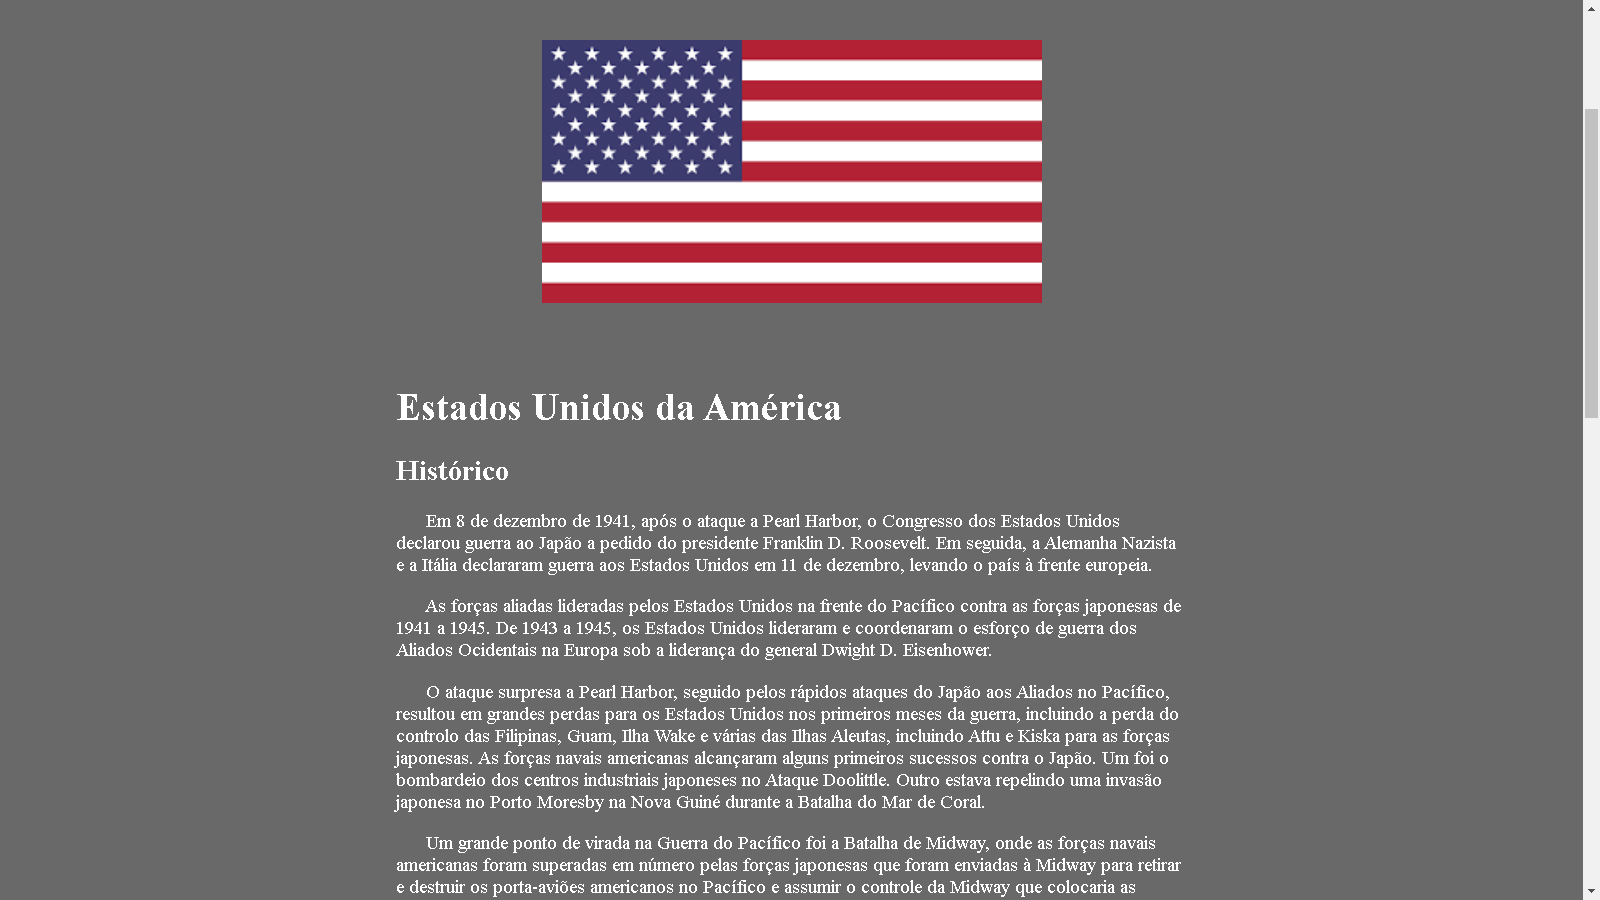 Estados Unidos da América
Histórico
Em 8 de dezembro de 1941, após o ataque a Pearl Harbor, o Congresso dos Estados Unidos
declarou guerra ao Japão a pedido do presidente Franklin D. Roosevelt. Em seguida, a Alemanha Nazista
e a Itália declararam guerra aos Estados Unidos em 11 de dezembro, levando o país à frente europeia.
As forças aliadas lideradas pelos Estados Unidos na frente do Pacífico contra as forças japonesas de
1941 a 1945. De 1943 a 1945, os Estados Unidos lideraram e coordenaram o esforço de guerra dos
Aliados Ocidentais na Europa sob a liderança do general Dwight D. Eisenhower.
O ataque surpresa a Pearl Harbor, seguido pelos rápidos ataques do Japão aos Aliados no Pacífico,
resultou em grandes perdas para os Estados Unidos nos primeiros meses da guerra, incluindo a perda do
controlo das Filipinas, Guam, Ilha Wake e várias das Ilhas Aleutas, incluindo Attu e Kiska para as forças
japonesas. As forças navais americanas alcançaram alguns primeiros sucessos contra o Japão. Um foi o
bombardeio dos centros industriais japoneses no Ataque Doolittle. Outro estava repelindo uma invasão
japonesa no Porto Moresby na Nova Guiné durante a Batalha do Mar de Coral.
Um grande ponto de virada na Guerra do Pacífico foi a Batalha de Midway, onde as forças navais
americanas foram superadas em número pelas forças japonesas que foram enviadas à Midway para retirar
e destruir os porta-aviões americanos no Pacífico e assumir o controle da Midway que colocaria as